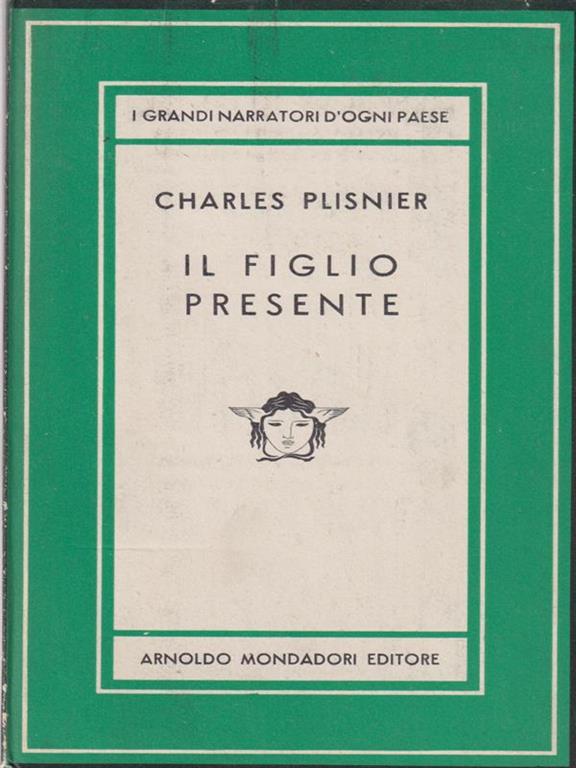 I GRANDI NARRATORI D'OGNI PAESE
CHARLES PLISNIER
IL FIGLIO
PRESENTE
ARNOLDO MONDADORI EDITORE